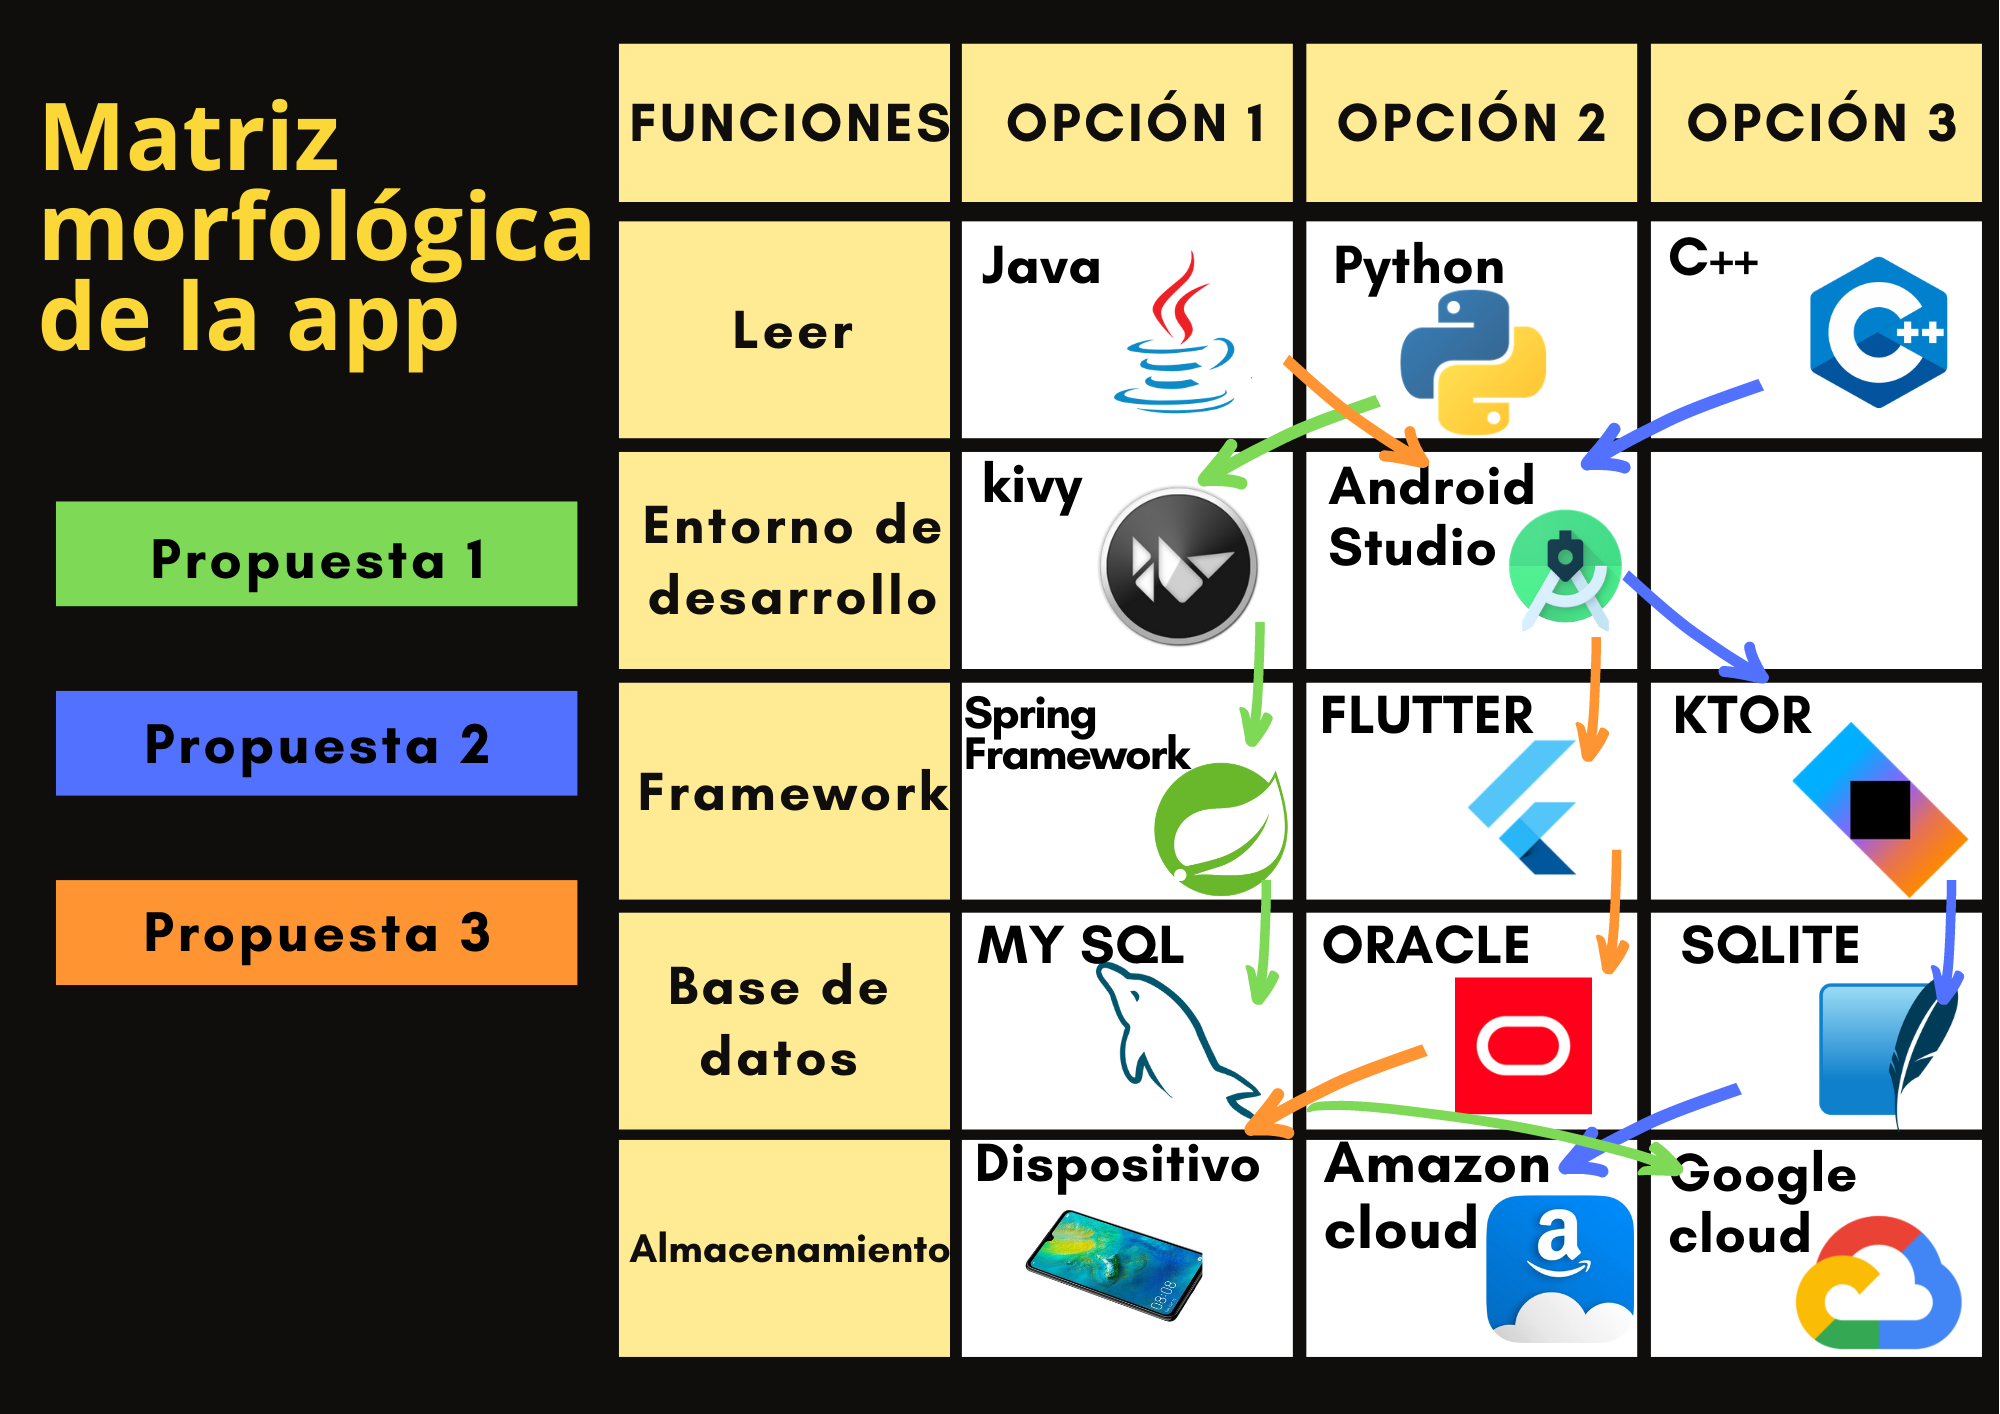 Matriz
morfológica
de la app
Propuesta 1
Propuesta 2
Propuesta 3
FUNCIONES
OPCIÓN 1
OPCIÓN 2
OPCIÓN 3
Leer
Java
Python
C++
C++
Entorno de
desarrollo
kivy
Android
Studio
Framework
Spring
Framework
FLUTTER
KTOR
Base de
datos
MY SQL
ORACLE
SQLITE
Almacenamiento
Dispositivo
08:08
Amazon
cloud
a
Google
cloud